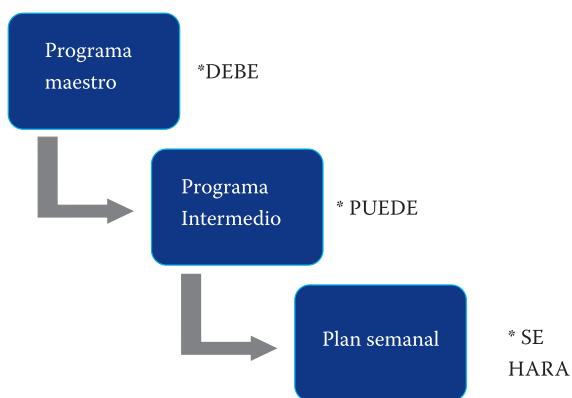 Programa
maestro
*DEBE
Programa
Intermedio
* PUEDE
Plan semanal
* SE
HARA